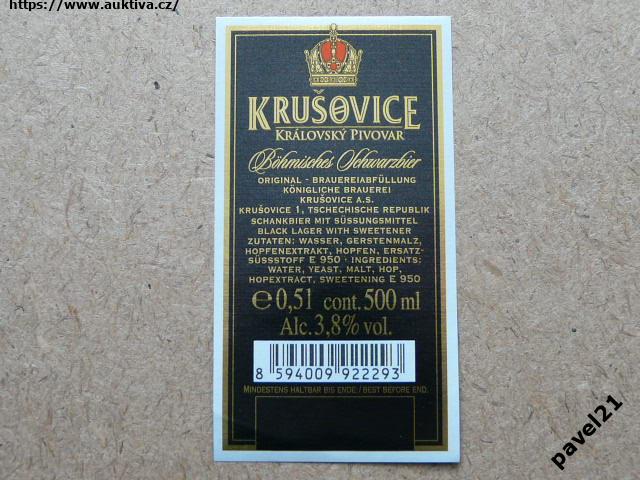 https://www.auktiva.cz/
KRUŠOVICE
KRÁLOVSKÝ PIVOVAR
Böhmisches Schwarzbier
ORIGINAL - BRAUEREIABFÜLLUNG
KÖNIGLICHE BRAUEREI
KRUŠOVICE A.S.
KRUŠOVICE 1, TSCHECHISCHE REPUBLIK
SCHANKBIER MIT SÜSSUNGSMITTEL
BLACK LAGER WITH SWEETENER
ZUTATEN: WASSER, GERSTENMALZ,
HOPFENEXTRAKT, HOPFEN, ERSATZ-
SÜSSSTOFF E 950 · INGREDIENTS:
WATER, YEAST, MALT, HOP,
HOPEXTRACT, SWEETENING E 950
℮0,51 cont. 500 ml
Alc.3,8% vol.
8 594009 922293
MINDESTENS HALTBAR BIS ENDE: / BEST BEFORE END:
pavel21